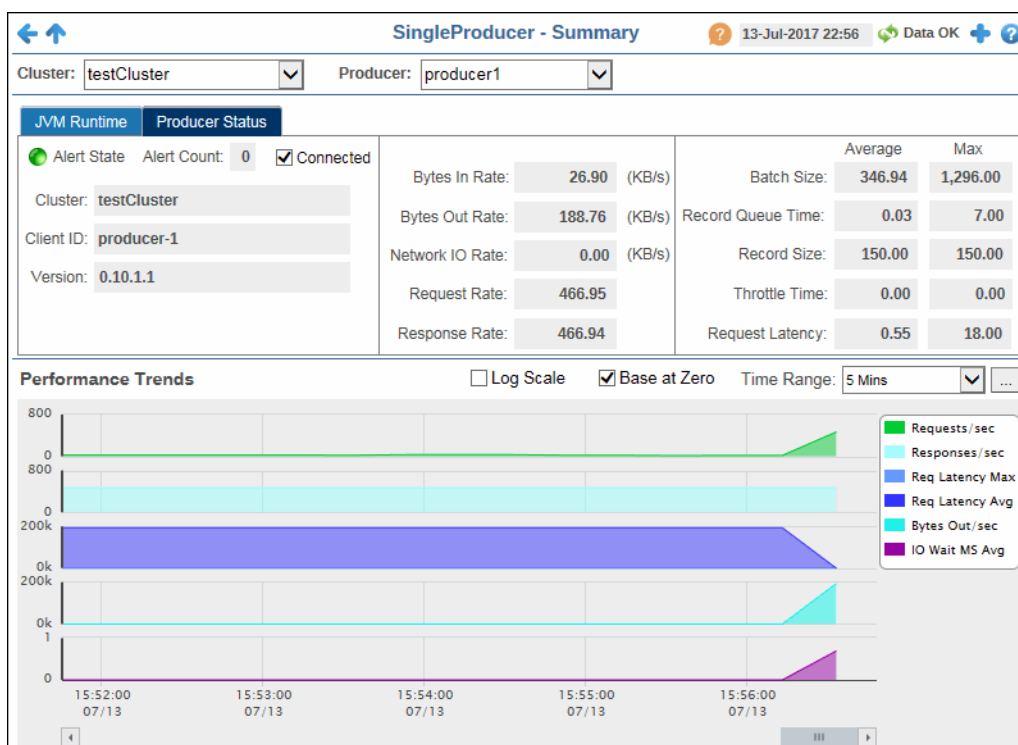 SingleProducer - Summary
13-Jul-2017 22:56
Data OK
Cluster: testCluster
Producer: producer1
JVM Runtime
Producer Status
Alert State
Alert Count: 0
Connected
Cluster: testCluster
Client ID: producer-1
Version: 0.10.1.1
Bytes In Rate: 26.90 (KB/s)
Bytes Out Rate: 188.76 (KB/s)
Network IO Rate: 0.00 (KB/s)
Request Rate: 466.95
Response Rate: 466.94
Average Max
Batch Size: 346.94 1,296.00
Record Queue Time: 0.03 7.00
Record Size: 150.00 150.00
Throttle Time: 0.00 0.00
Request Latency: 0.55 18.00
Performance Trends
Log Scale
Base at Zero
Time Range: 5 Mins
...
800
0
800
0
200k
0k
200k
0k
1
0
15:52:00 15:53:00 15:54:00 15:55:00 15:56:00
07/13 07/13 07/13 07/13 07/13
Requests/sec
Responses/sec
Req Latency Max
Req Latency Avg
Bytes Out/sec
IO Wait MS Avg